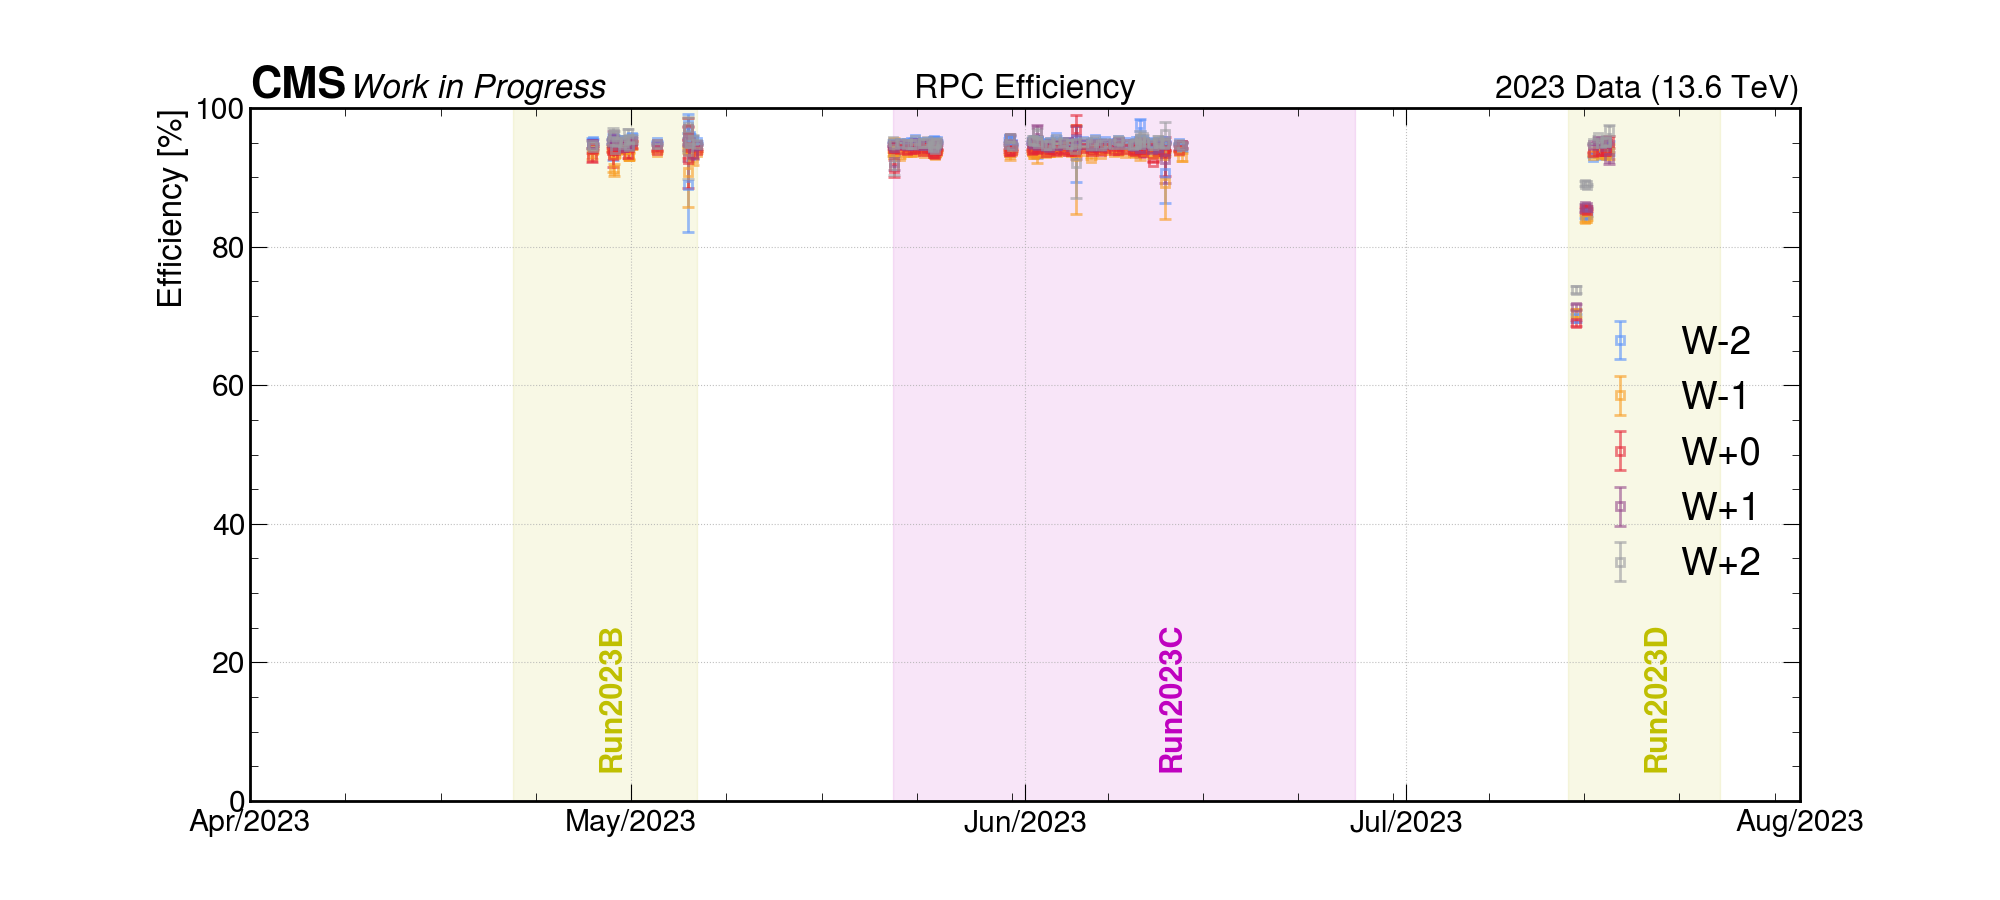 CMS Work in Progress RPC Efficiency 2023 Data (13.6 TeV)
Efficiency [%]
100
80
60
40
20
0
W-2
W-1
W+0
W+1
W+2
Run2023B
Run2023C
Run2023D
Apr/2023 May/2023 Jun/2023 Jul/2023 Aug/2023